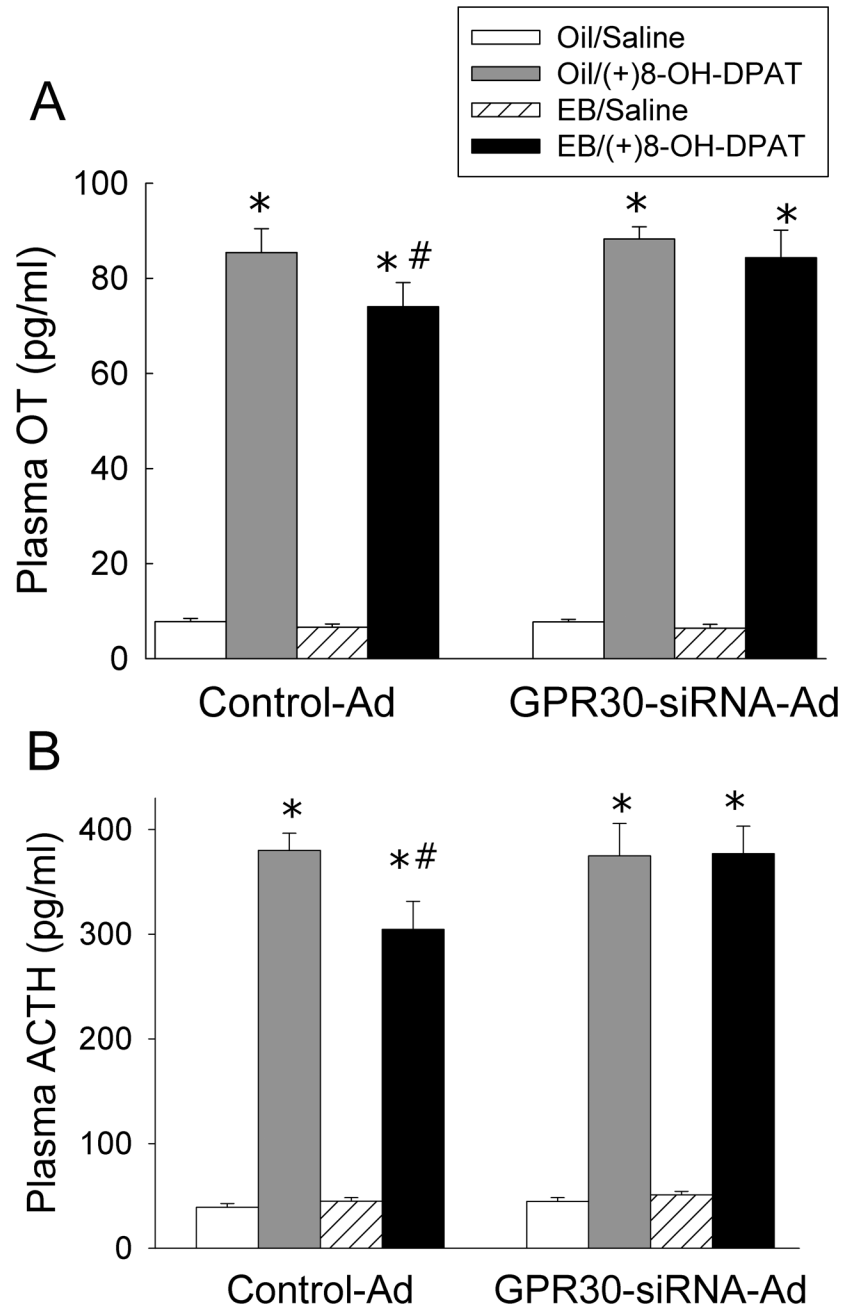 Oil/Saline
Oil/(+)8-OH-DPAT
EB/Saline
EB/(+)8-OH-DPAT
A
100
80
60
40
20
0
Plasma OT (pg/ml)
*
*#
*
*
Control-Ad GPR30-siRNA-Ad
B
400
300
200
100
0
Plasma ACTH (pg/ml)
*
*#
*
*
Control-Ad GPR30-siRNA-Ad